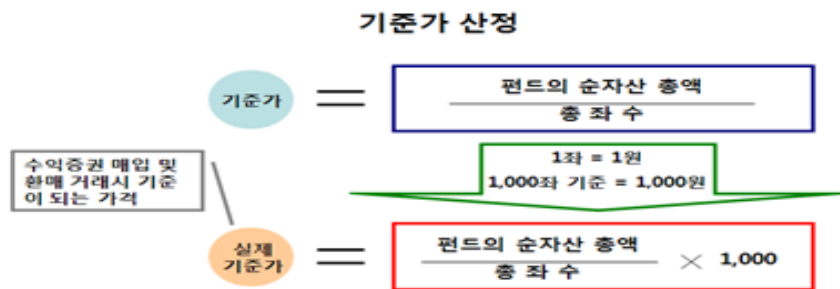 기준가 산정
기준가 = 펀드의 순자산 총액
총 좌 수
1좌 = 1원
1,000좌 기준 = 1,000원
수익증권 매입 및
환매 거래시 기준
이 되는 가격
실제
기준가
= 펀드의 순자산 총액
총 좌 수
× 1,000